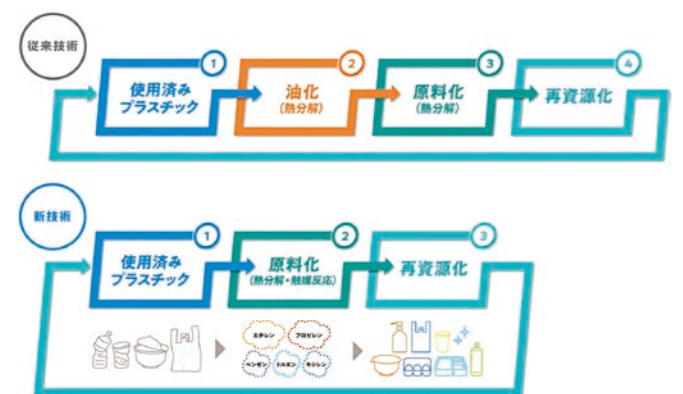 従来技術
①
使用済み
プラスチック
②
油化
(熱分解)
③
原料化
(熱分解)
④
再資源化
新技術
①
使用済み
プラスチック
②
原料化
(熱分解・触媒反応)
③
再資源化
エチレン
プロピレン
ベンゼン
トルエン
キシレン